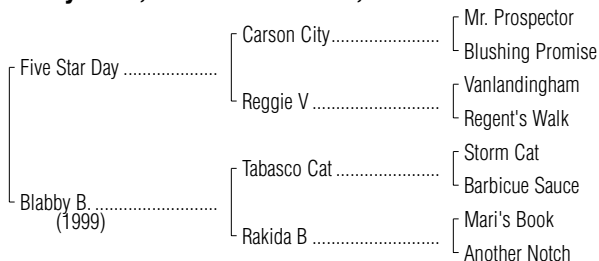 Mr. Prospector
Carson City
Blushing Promise
Five Star Day
Vanlandingham
Reggie V
Regent's Walk
Storm Cat
Tabasco Cat
Barbicue Sauce
Blabby B.
(1999)
Mari's Book
Rakida B
Another Notch